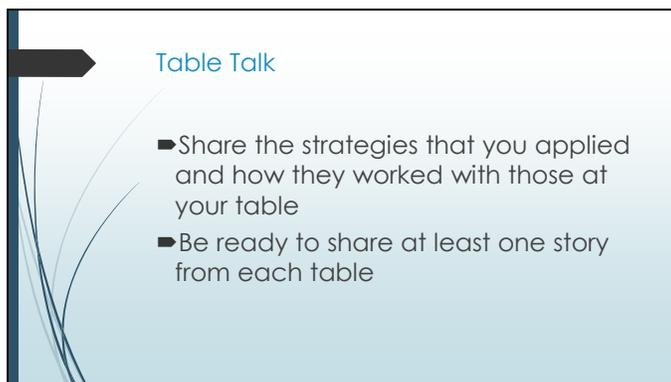 Table Talk
Share the strategies that you applied
and how they worked with those at
your table
Be ready to share at least one story
from each table